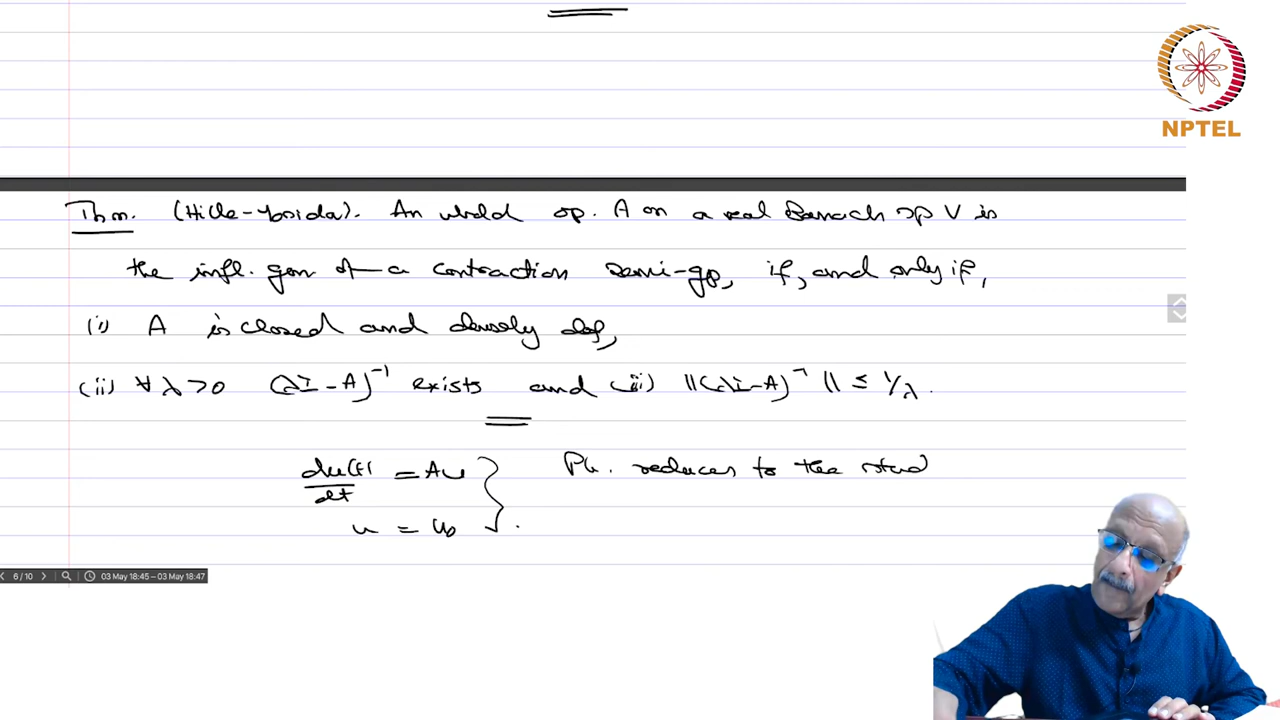 NPTEL
Thm. (Hille-Yosida). An unbdd op. A on a real Banach sp V is
the infl. gen of a contraction semi-gp, if, and only if,
(i) A is closed and densely def,
(ii) ∀ λ > 0 (λI - A)⁻¹ exists and (iii) ||(λI - A)⁻¹|| ≤ 1/λ.
du(t)/dt = Au } Pb. reduces to the stud
u = u₀
6 / 10 03 May 18:45 – 03 May 18:47